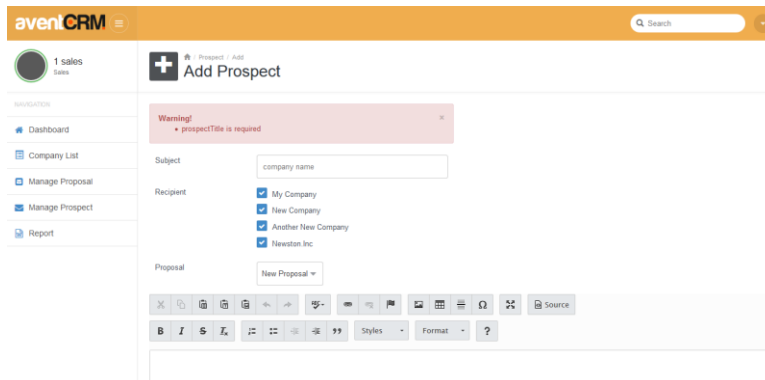 aventCRM
Search
1 sales
Sales
NAVIGATION
Dashboard
Company List
Manage Proposal
Manage Prospect
Report
/ Prospect / Add
Add Prospect
Warning!
prospectTitle is required
×
Subject
company name
Recipient
My Company
New Company
Another New Company
Newston.Inc
Proposal
New Proposal
Ω
Source
B I S Tx
Styles
Format
?